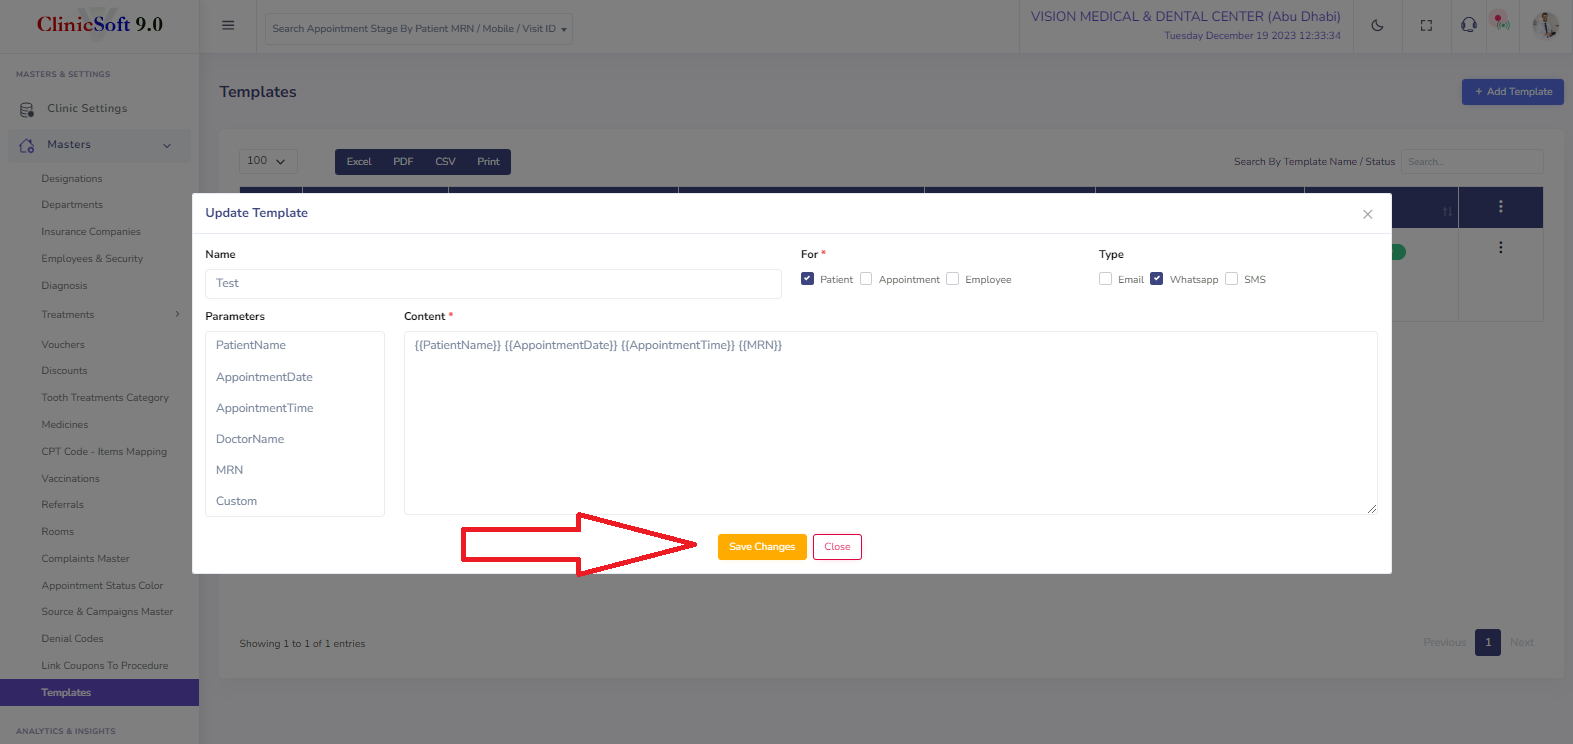 ClinicSoft 9.0
Search Appointment Stage By Patient MRN / Mobile / Visit ID
VISION MEDICAL & DENTAL CENTER (Abu Dhabi)
Tuesday December 19 2023 12:33:34
MASTERS & SETTINGS
Clinic Settings
Masters
Designations
Departments
Insurance Companies
Employees & Security
Diagnosis
Treatments
Vouchers
Discounts
Tooth Treatments Category
Medicines
CPT Code - Items Mapping
Vaccinations
Referrals
Rooms
Complaints Master
Appointment Status Color
Source & Campaigns Master
Denial Codes
Link Coupons To Procedure
Templates
ANALYTICS & INSIGHTS
Templates
+ Add Template
100
Excel PDF CSV Print
Search By Template Name / Status
Search...
Update Template
Name
For *
Type
Test
Patient Appointment Employee
Email Whatsapp SMS
Parameters
Content *
PatientName
AppointmentDate
AppointmentTime
DoctorName
MRN
Custom
{{PatientName}} {{AppointmentDate}} {{AppointmentTime}} {{MRN}}
Save Changes
Close
Showing 1 to 1 of 1 entries
Previous 1 Next